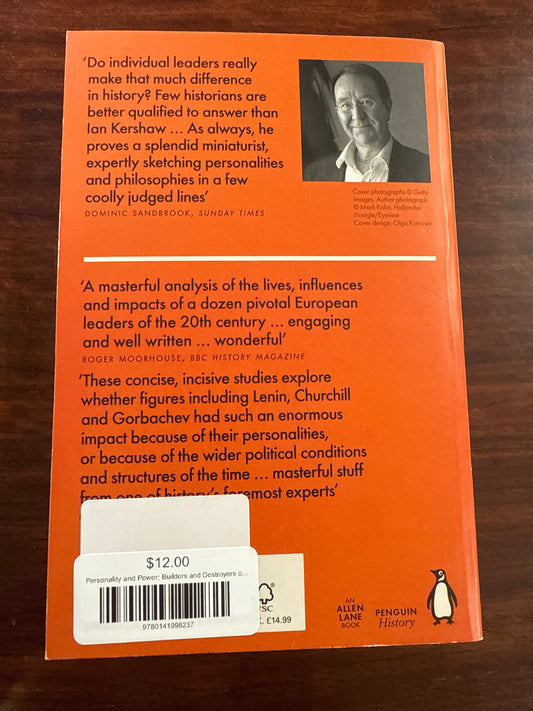 ‘Do individual leaders really
make that much difference
in history? Few historians are
better qualified to answer than
Ian Kershaw ... As always, he
proves a splendid miniaturist,
expertly sketching personalities
and philosophies in a few
coolly judged lines’
DOMINIC SANDBROOK, SUNDAY TIMES
Cover photographs © Getty
Images. Author photograph
© Mark Kohn, Hollandse
Hoogte/Eyevine
Cover design: Olga Kominek
‘A masterful analysis of the lives, influences
and impacts of a dozen pivotal European
leaders of the 20th century ... engaging
and well written ... wonderful’
ROGER MOORHOUSE, BBC HISTORY MAGAZINE
‘These concise, incisive studies explore
whether figures including Lenin, Churchill
and Gorbachev had such an enormous
impact because of their personalities,
or because of the wider political conditions
and structures of the time ... masterful stuff
from one of history's foremost experts’
$12.00
Personality and Power: Builders and Destroyers o...
9780141998237
FSC
K. £14.99
AN
ALLEN
LANE
BOOK
PENGUIN
History